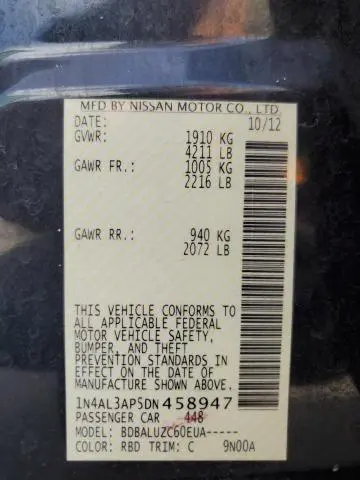 MFD BY NISSAN MOTOR CO., LTD
DATE: 10/12
GVWR: 1910 KG
4211 LB
GAWR FR.: 1005 KG
2216 LB
GAWR RR.: 940 KG
2072 LB
THIS VEHICLE CONFORMS TO
ALL APPLICABLE FEDERAL
MOTOR VEHICLE SAFETY,
BUMPER, AND THEFT
PREVENTION STANDARDS IN
EFFECT ON THE DATE OF
MANUFACTURE SHOWN ABOVE.
1N4AL3AP5DN458947
PASSENGER CAR 448
MODEL: BDBALUZC60EUA-----
COLOR: RBD TRIM: C 9N00A